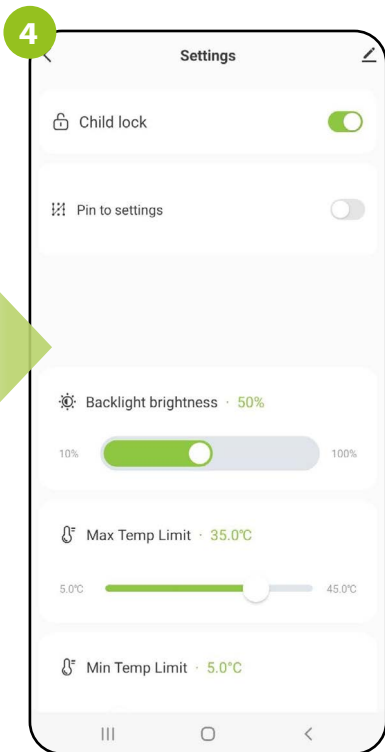 4
Settings
Child lock
Pin to settings
Backlight brightness · 50%
10% 100%
Max Temp Limit · 35.0°C
5.0°C 45.0°C
Min Temp Limit · 5.0°C